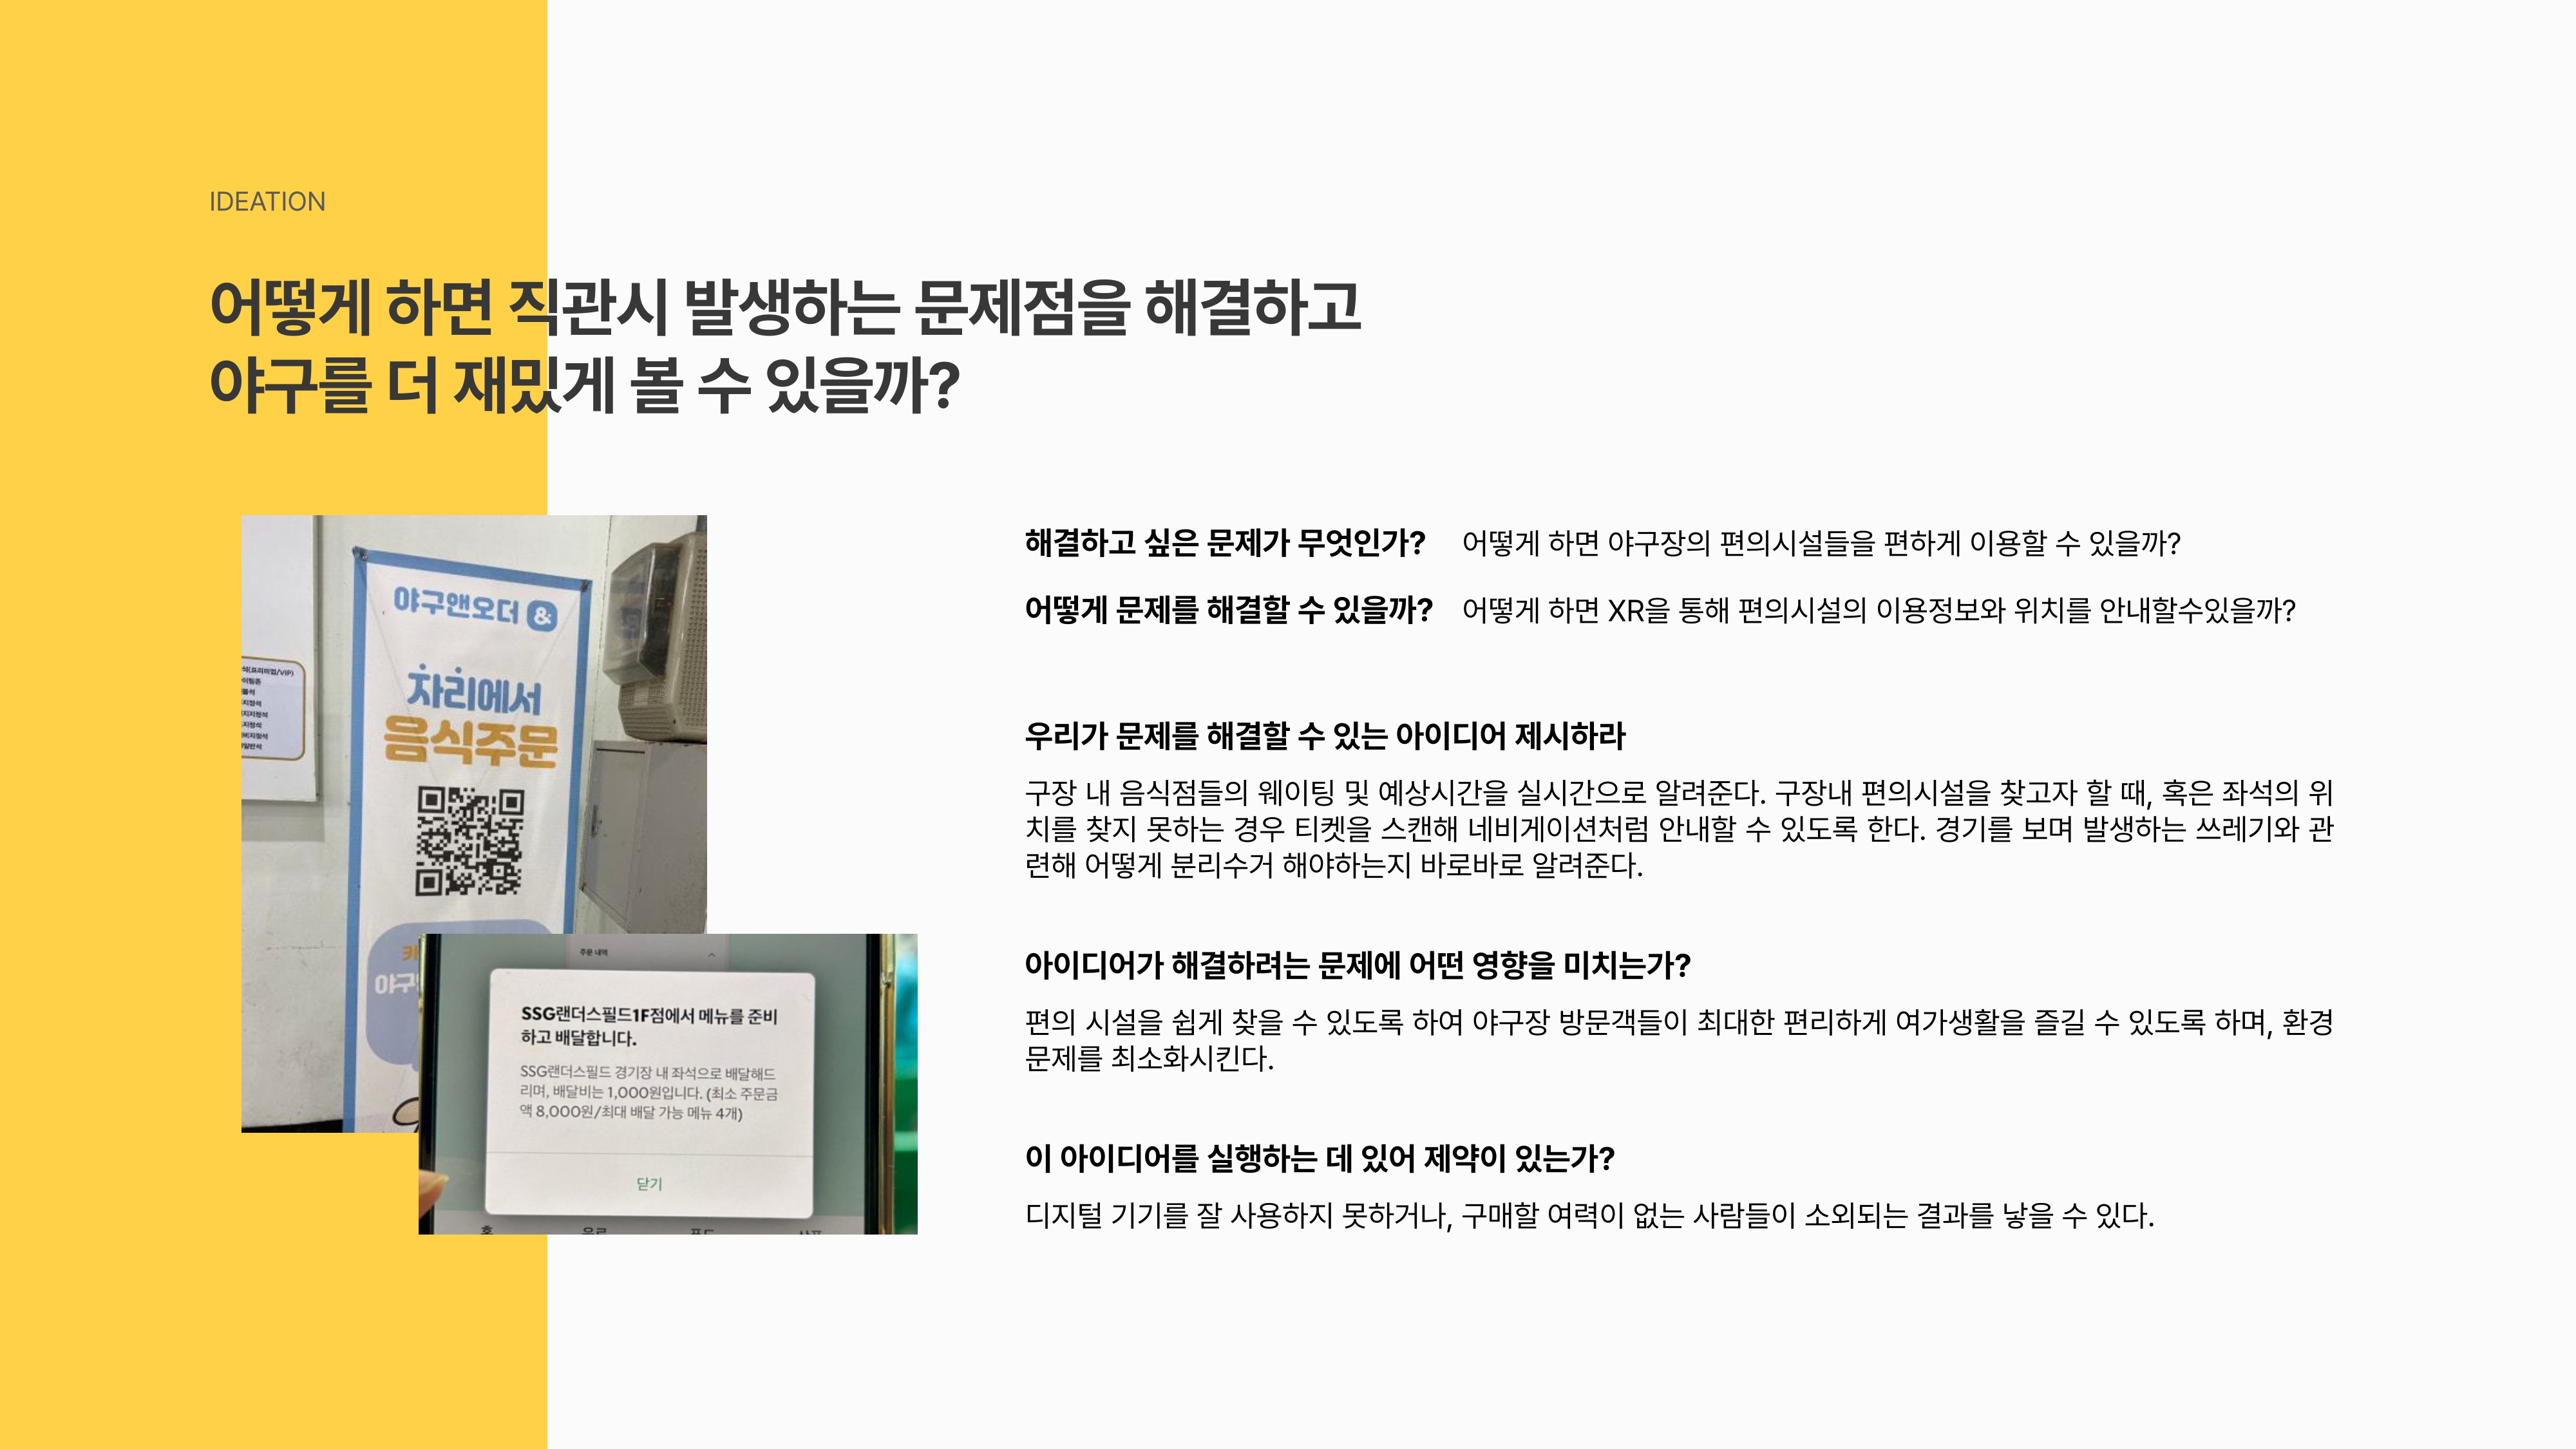 IDEATION
어떻게 하면 직관시 발생하는 문제점을 해결하고
야구를 더 재밌게 볼 수 있을까?
야구앤오더 &
자리에서
음식주문
석(프리미엄/VIP)
지정석
주문 내역
SSG랜더스필드1F점에서 메뉴를 준비
하고 배달합니다.
SSG랜더스필드 경기장 내 좌석으로 배달해드
리며, 배달비는 1,000원입니다. (최소 주문금
액 8,000원/최대 배달 가능 메뉴 4개)
닫기
해결하고 싶은 문제가 무엇인가? 어떻게 하면 야구장의 편의시설들을 편하게 이용할 수 있을까?
어떻게 문제를 해결할 수 있을까? 어떻게 하면 XR을 통해 편의시설의 이용정보와 위치를 안내할수있을까?
우리가 문제를 해결할 수 있는 아이디어 제시하라
구장 내 음식점들의 웨이팅 및 예상시간을 실시간으로 알려준다. 구장내 편의시설을 찾고자 할 때, 혹은 좌석의 위
치를 찾지 못하는 경우 티켓을 스캔해 네비게이션처럼 안내할 수 있도록 한다. 경기를 보며 발생하는 쓰레기와 관
련해 어떻게 분리수거 해야하는지 바로바로 알려준다.
아이디어가 해결하려는 문제에 어떤 영향을 미치는가?
편의 시설을 쉽게 찾을 수 있도록 하여 야구장 방문객들이 최대한 편리하게 여가생활을 즐길 수 있도록 하며, 환경
문제를 최소화시킨다.
이 아이디어를 실행하는 데 있어 제약이 있는가?
디지털 기기를 잘 사용하지 못하거나, 구매할 여력이 없는 사람들이 소외되는 결과를 낳을 수 있다.